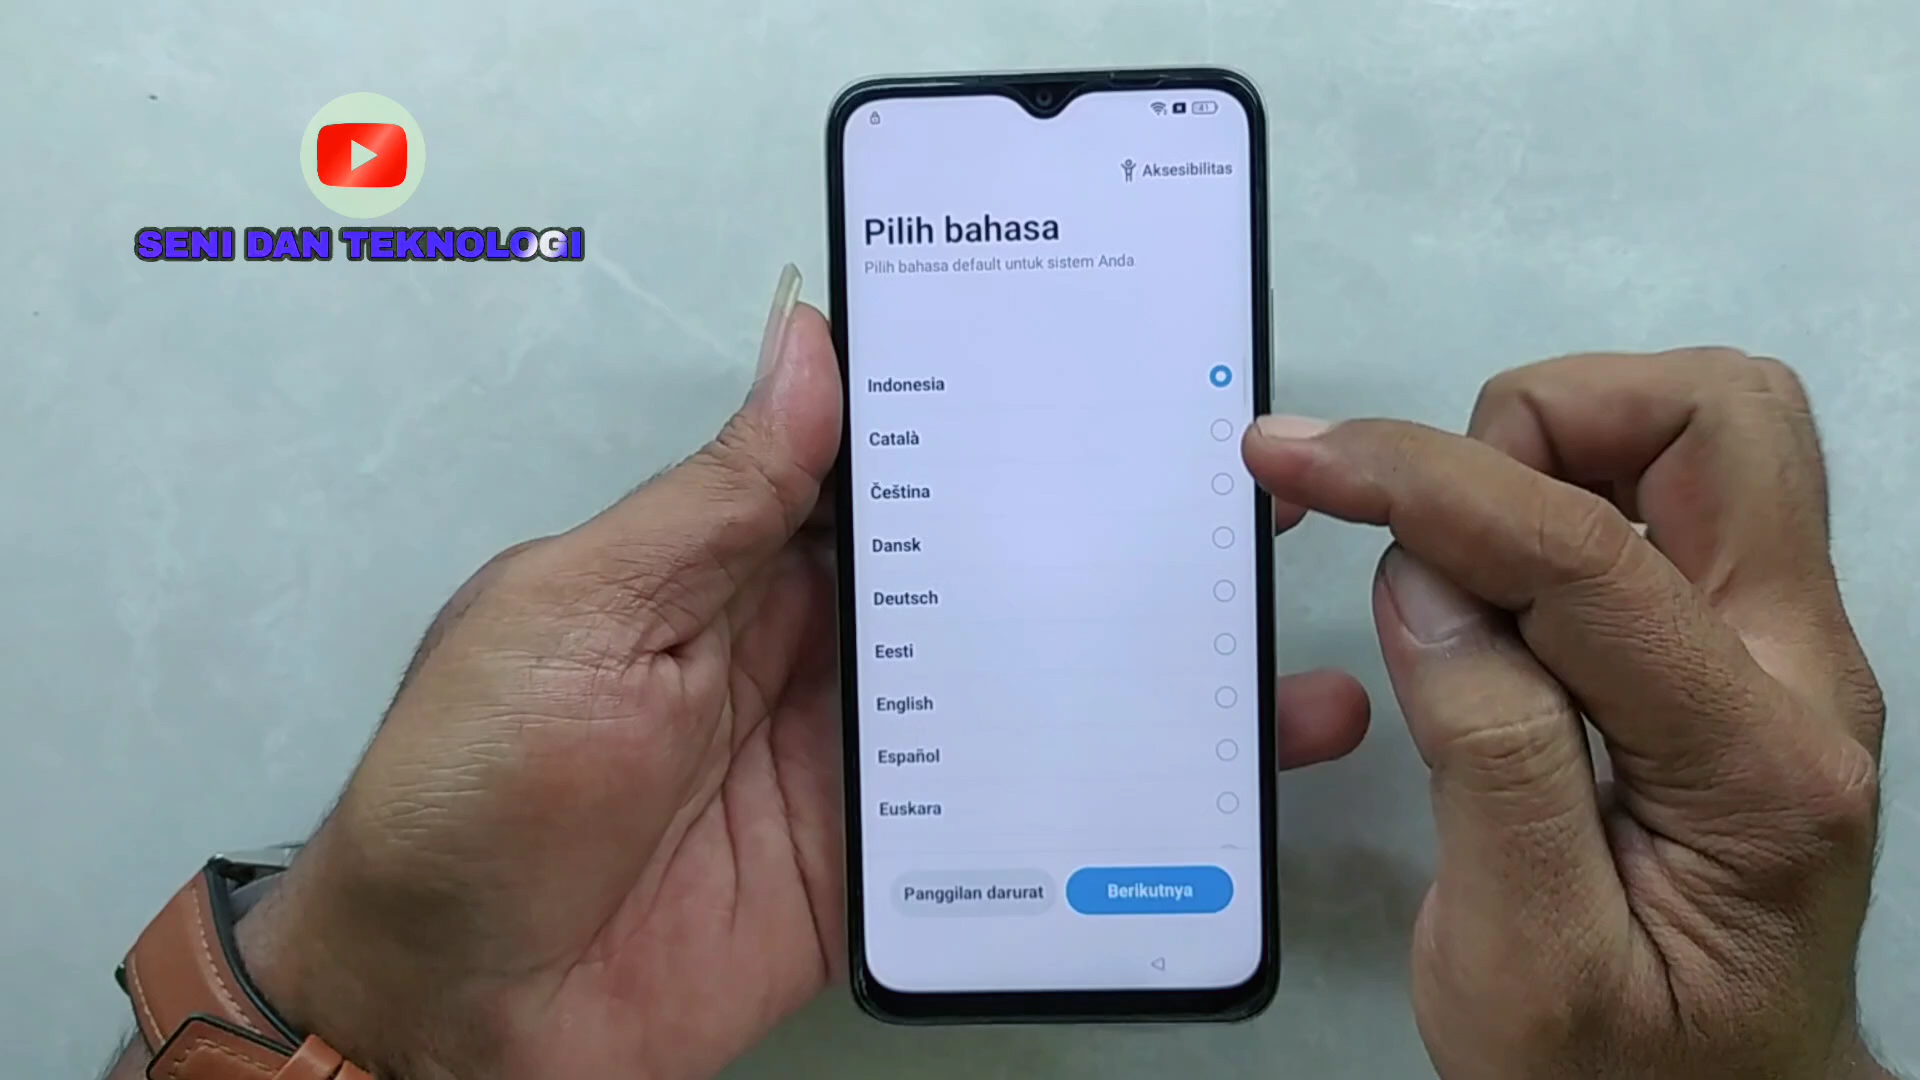 SENI DAN TEKNOLOGI
41
Aksesibilitas
Pilih bahasa
Pilih bahasa default untuk sistem Anda
Indonesia
Català
Čeština
Dansk
Deutsch
Eesti
English
Español
Euskara
Panggilan darurat
Berikutnya